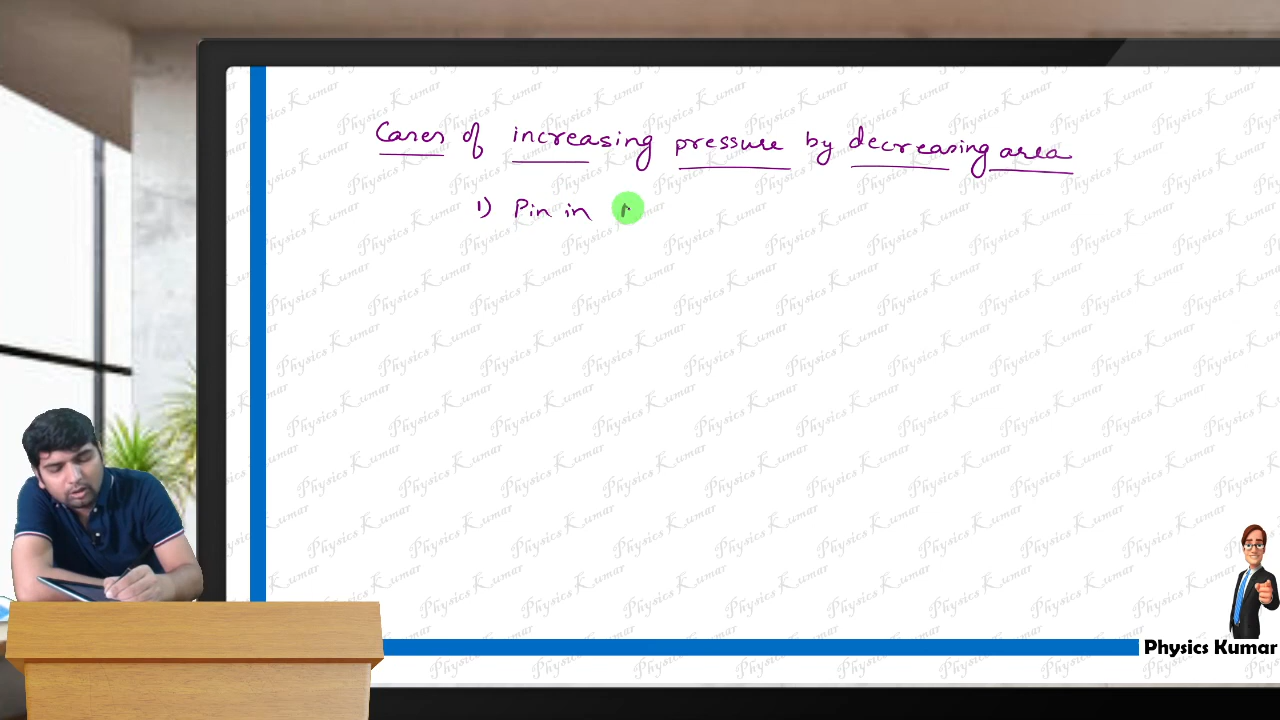 Cases of increasing pressure by decreasing area
1) Pin in
Physics Kumar